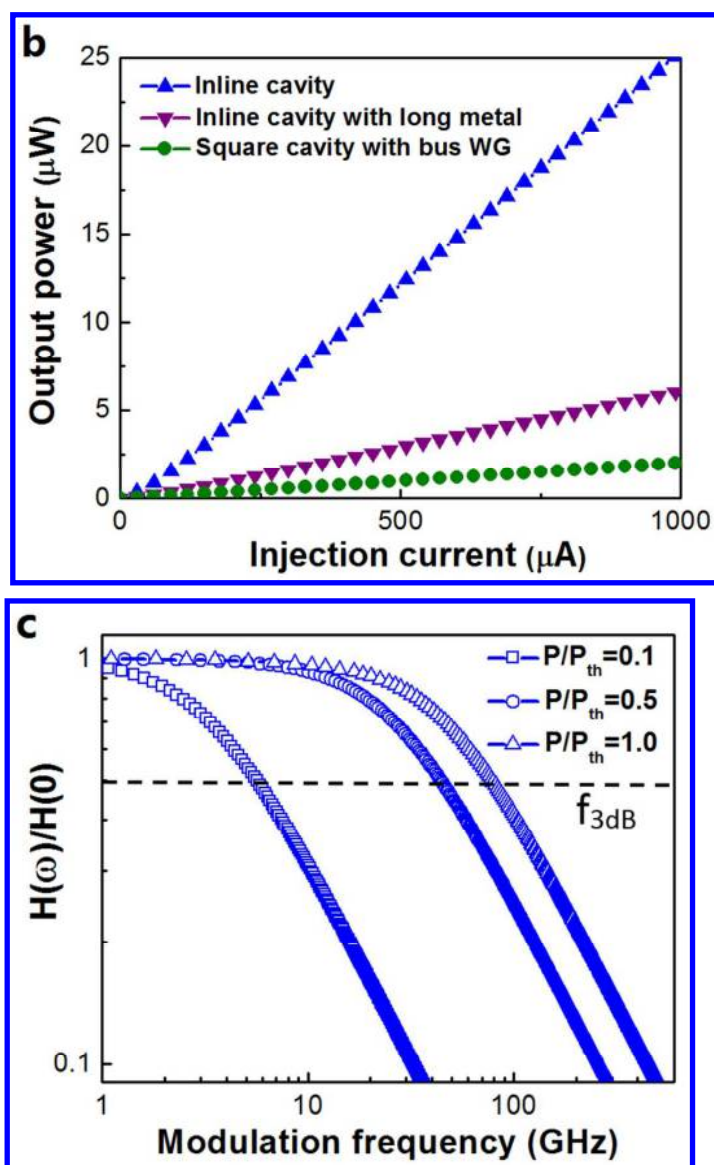 b
25
20
15
10
5
0
Output power (μW)
Inline cavity
Inline cavity with long metal
Square cavity with bus WG
0 500 1000
Injection current (μA)
c
1
0.1
H(ω)/H(0)
P/Pth=0.1
P/Pth=0.5
P/Pth=1.0
f3dB
1 10 100
Modulation frequency (GHz)